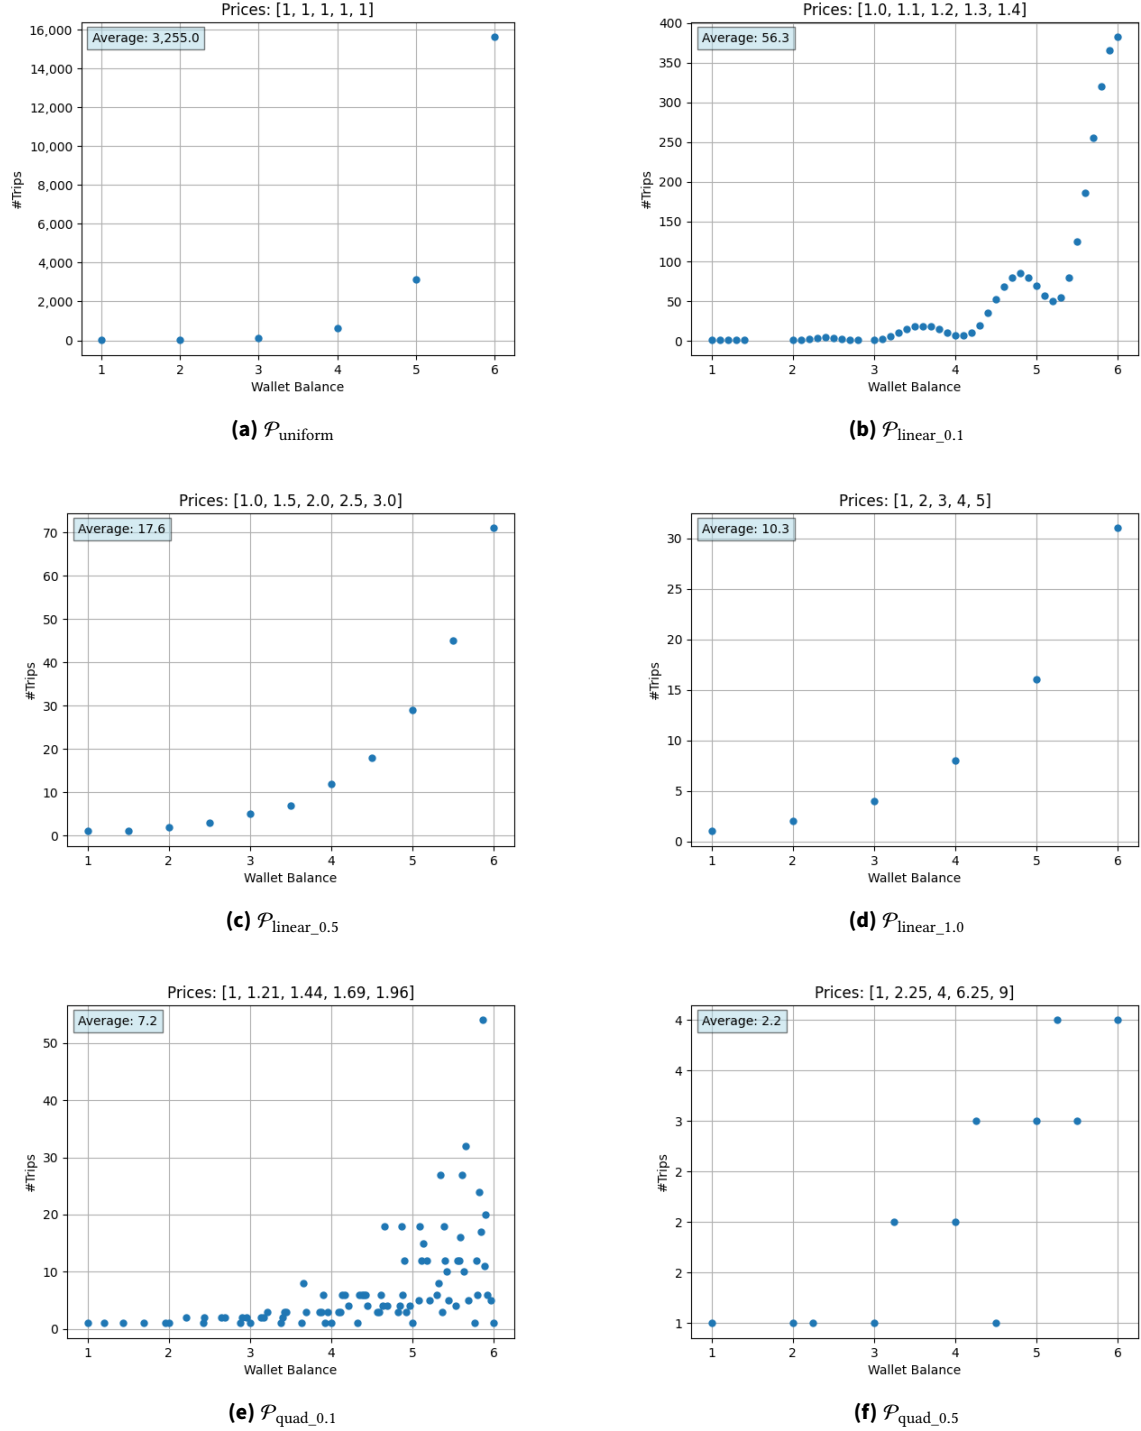 Prices: [1, 1, 1, 1, 1]
Average: 3,255.0
16,000
14,000
12,000
10,000
8,000
6,000
4,000
2,000
0
#Trips
1 2 3 4 5 6
Wallet Balance
(a) 𝒫uniform
Prices: [1.0, 1.1, 1.2, 1.3, 1.4]
Average: 56.3
400
350
300
250
200
150
100
50
0
#Trips
1 2 3 4 5 6
Wallet Balance
(b) 𝒫linear_0.1
Prices: [1.0, 1.5, 2.0, 2.5, 3.0]
Average: 17.6
70
60
50
40
30
20
10
0
#Trips
1 2 3 4 5 6
Wallet Balance
(c) 𝒫linear_0.5
Prices: [1, 2, 3, 4, 5]
Average: 10.3
30
25
20
15
10
5
0
#Trips
1 2 3 4 5 6
Wallet Balance
(d) 𝒫linear_1.0
Prices: [1, 1.21, 1.44, 1.69, 1.96]
Average: 7.2
50
40
30
20
10
0
#Trips
1 2 3 4 5 6
Wallet Balance
(e) 𝒫quad_0.1
Prices: [1, 2.25, 4, 6.25, 9]
Average: 2.2
4
4
3
2
2
2
1
#Trips
1 2 3 4 5 6
Wallet Balance
(f) 𝒫quad_0.5